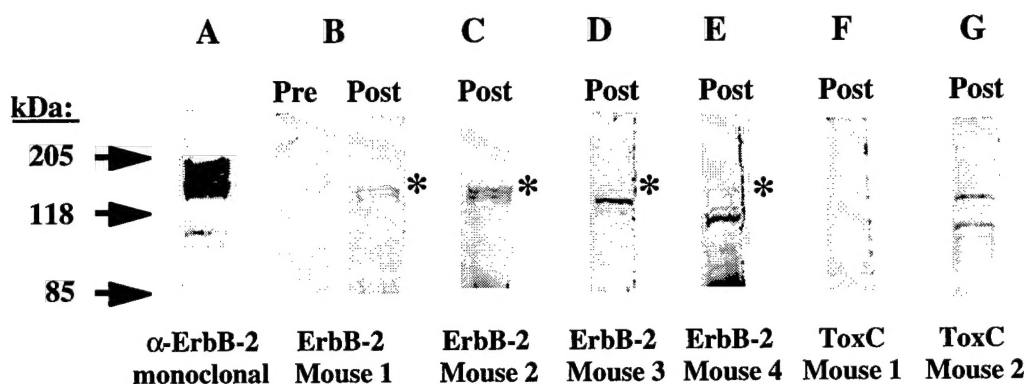 A B C D E F G
Pre Post Post Post Post Post Post
kDa:
205
* * * *
118
85
α-ErbB-2 ErbB-2 ErbB-2 ErbB-2 ErbB-2 ToxC ToxC
monoclonal Mouse 1 Mouse 2 Mouse 3 Mouse 4 Mouse 1 Mouse 2